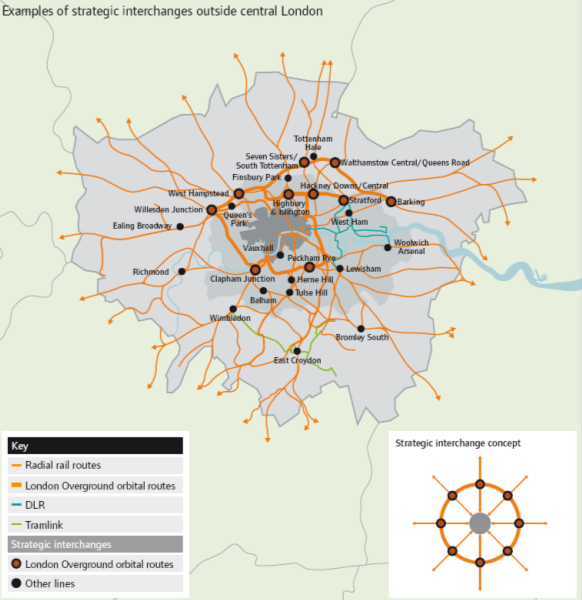 Examples of strategic interchanges outside central London
Tottenham
Hale
Seven Sisters/
South Tottenham
Walthamstow Central/Queens Road
Finsbury Park
West Hampstead
Hackney Downs/Central
Highbury
& Islington
Stratford
Barking
Willesden Junction
Queen's
Park
West Ham
Ealing Broadway
Vauxhall
Woolwich
Arsenal
Peckham Rye
Richmond
Lewisham
Clapham Junction
Herne Hill
Balham
Tulse Hill
Wimbledon
Bromley South
East Croydon
Key
Radial rail routes
London Overground orbital routes
DLR
Tramlink
Strategic interchanges
London Overground orbital routes
Other lines
Strategic interchange concept